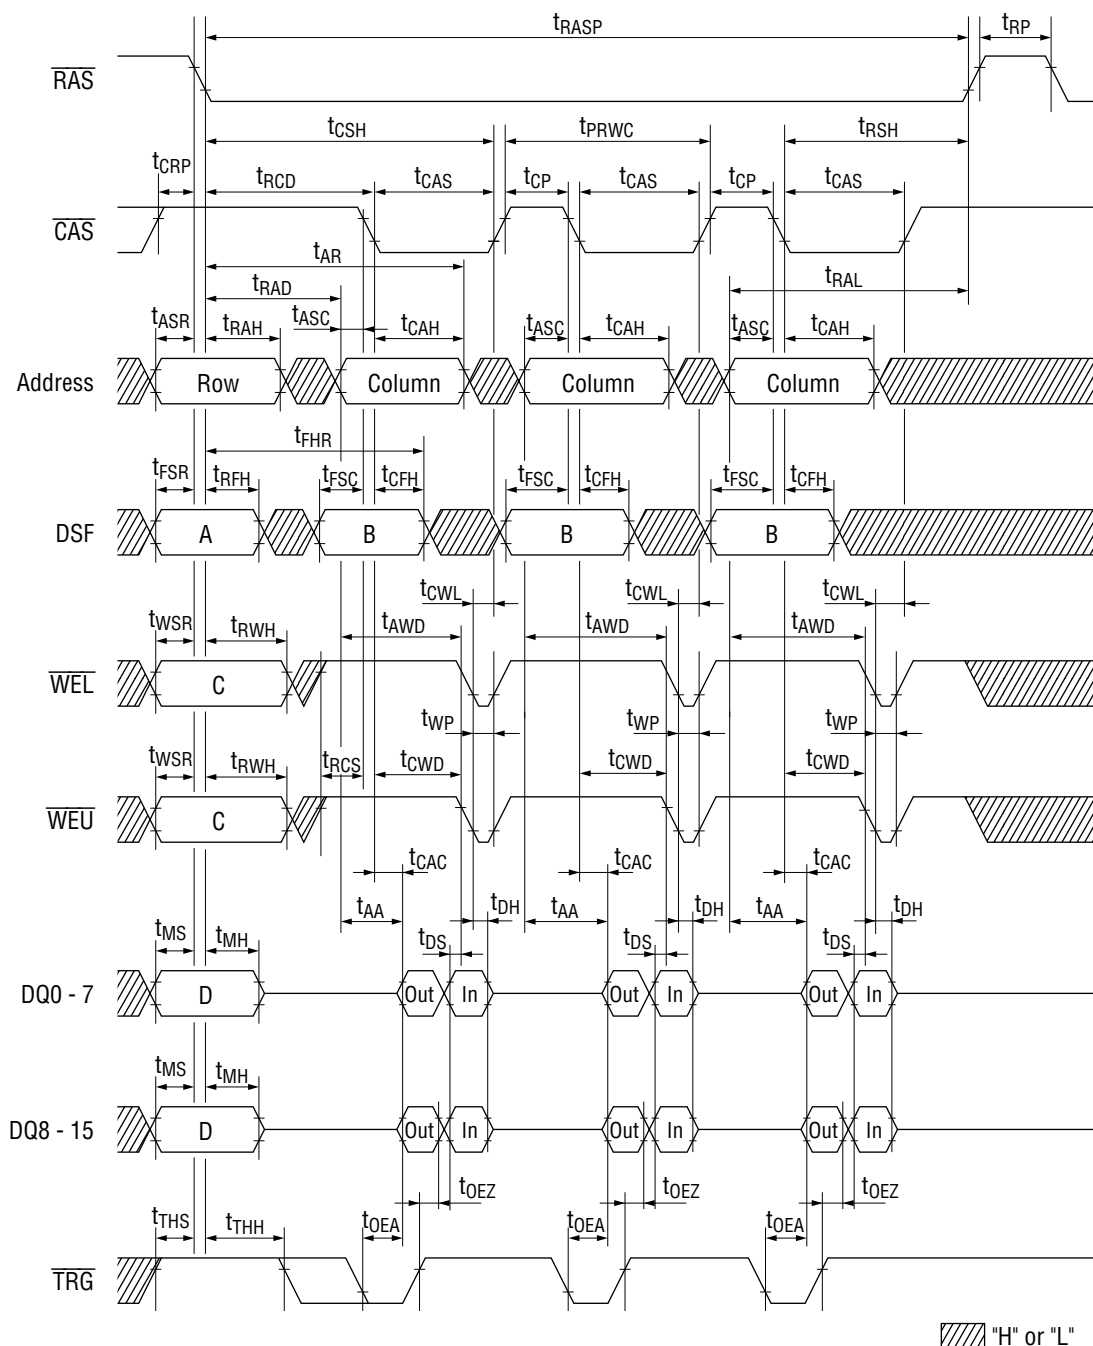 tRASP tRP
RAS
tCSH tPRWC tRSH
tCRP tRCD tCAS tCP tCAS tCP tCAS
CAS
tAR
tRAD tRAL
tASR tRAH tASC tCAH tASC tCAH tASC tCAH
Address Row Column Column Column
tFHR
tFSR tRFH tFSC tCFH tFSC tCFH tFSC tCFH
DSF A B B B
tCWL tCWL tCWL
tWSR tRWH tAWD tAWD tAWD
WEL C
tWP tWP tWP
tWSR tRWH tRCS tCWD tCWD tCWD
WEU C
tCAC tCAC tCAC
tAA tDH tAA tDH tAA tDH
tMS tMH tDS tDS tDS
DQ0 - 7 D Out In Out In Out In
tMS tMH
DQ8 - 15 D Out In Out In Out In
tOEZ tOEZ tOEZ
tTHS tTHH tOEA tOEA tOEA
TRG
"H" or "L"